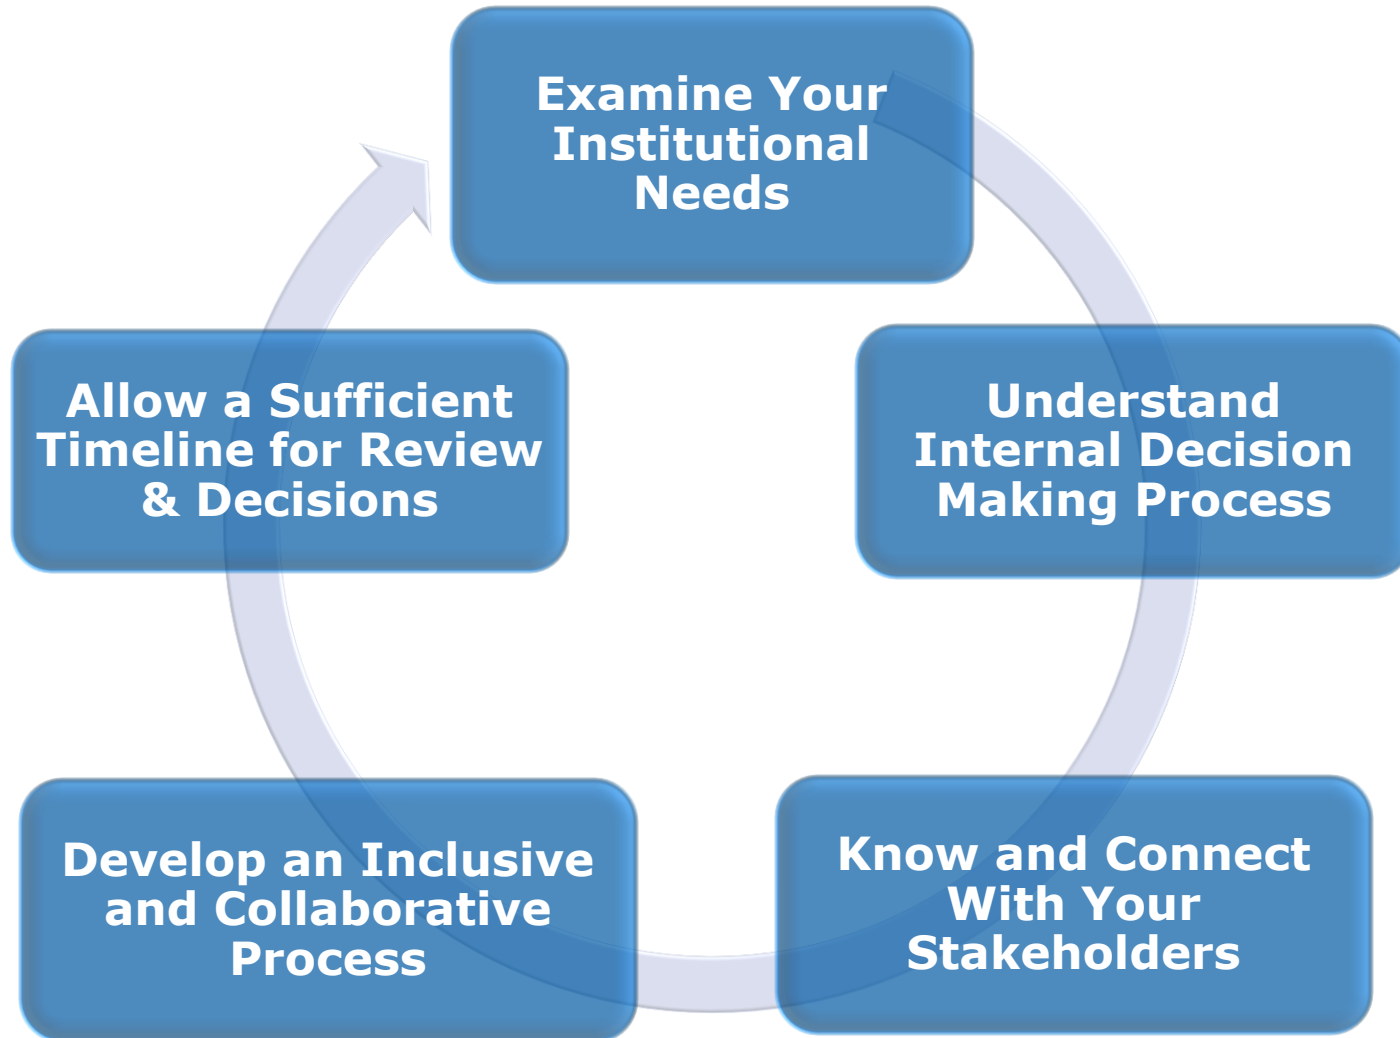 Examine Your
Institutional
Needs
Understand
Internal Decision
Making Process
Know and Connect
With Your
Stakeholders
Develop an Inclusive
and Collaborative
Process
Allow a Sufficient
Timeline for Review
& Decisions